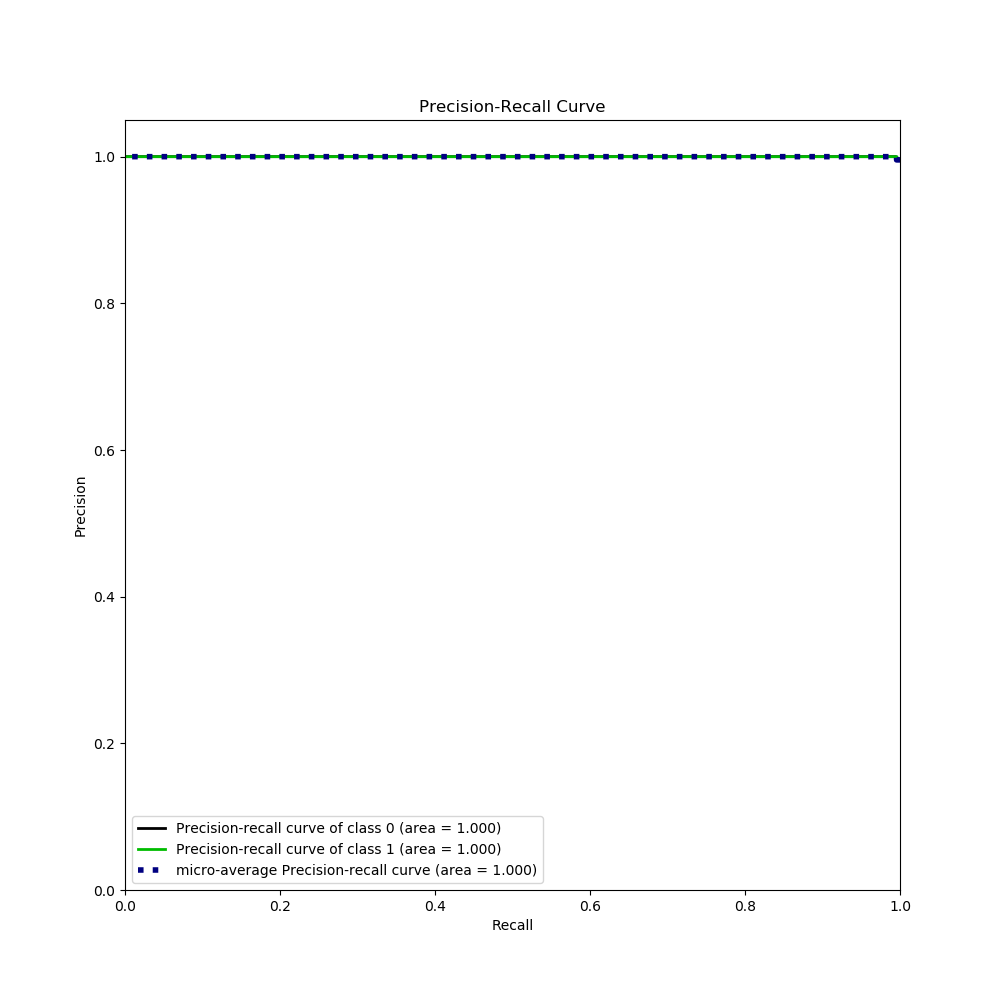 Precision-Recall Curve
1.0
0.8
0.6
0.4
0.2
0.0
Precision
Precision-recall curve of class 0 (area = 1.000)
Precision-recall curve of class 1 (area = 1.000)
micro-average Precision-recall curve (area = 1.000)
0.0 0.2 0.4 0.6 0.8 1.0
Recall